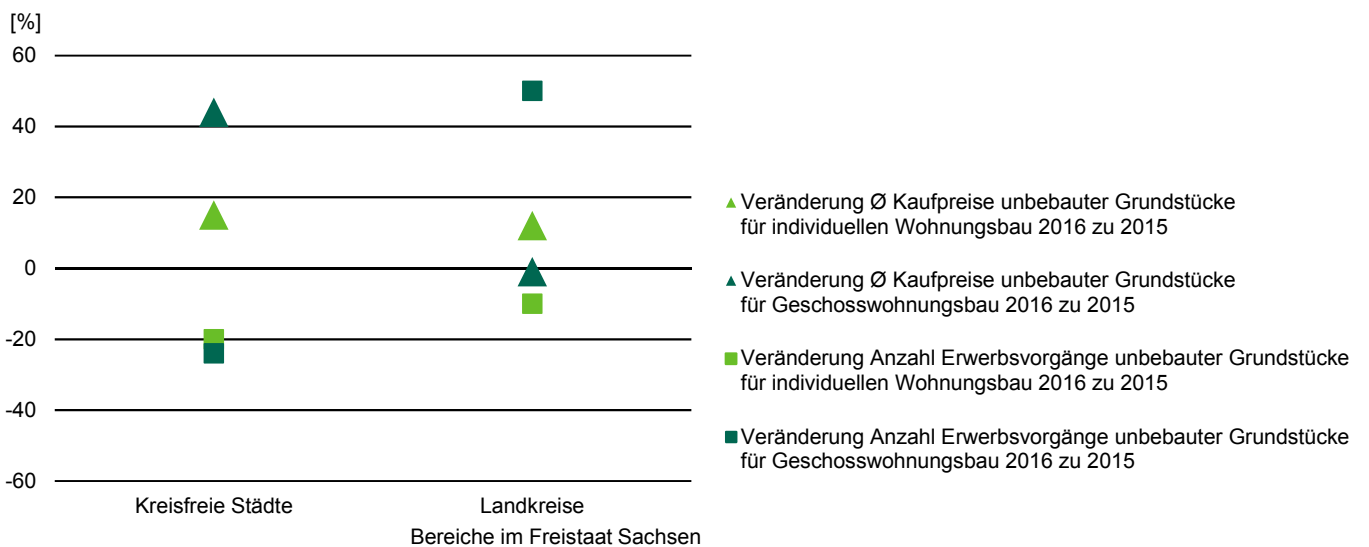 [%]
60
40
20
0
-20
-40
-60
Kreisfreie Städte
Landkreise
Bereiche im Freistaat Sachsen
Veränderung Ø Kaufpreise unbebauter Grundstücke
für individuellen Wohnungsbau 2016 zu 2015
Veränderung Ø Kaufpreise unbebauter Grundstücke
für Geschosswohnungsbau 2016 zu 2015
Veränderung Anzahl Erwerbsvorgänge unbebauter Grundstücke
für individuellen Wohnungsbau 2016 zu 2015
Veränderung Anzahl Erwerbsvorgänge unbebauter Grundstücke
für Geschosswohnungsbau 2016 zu 2015